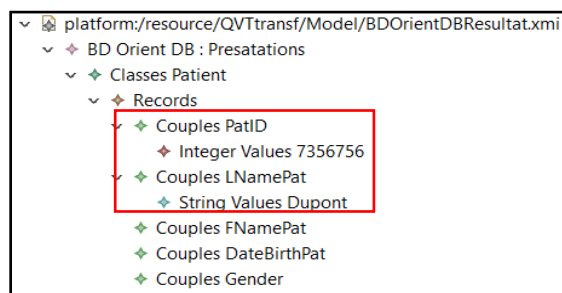 platform:/resource/QVTtransf/Model/BDOrientDBResultat.xmi
BD Orient DB : Presatations
Classes Patient
Records
Couples PatID
Integer Values 7356756
Couples LNamePat
String Values Dupont
Couples FNamePat
Couples DateBirthPat
Couples Gender